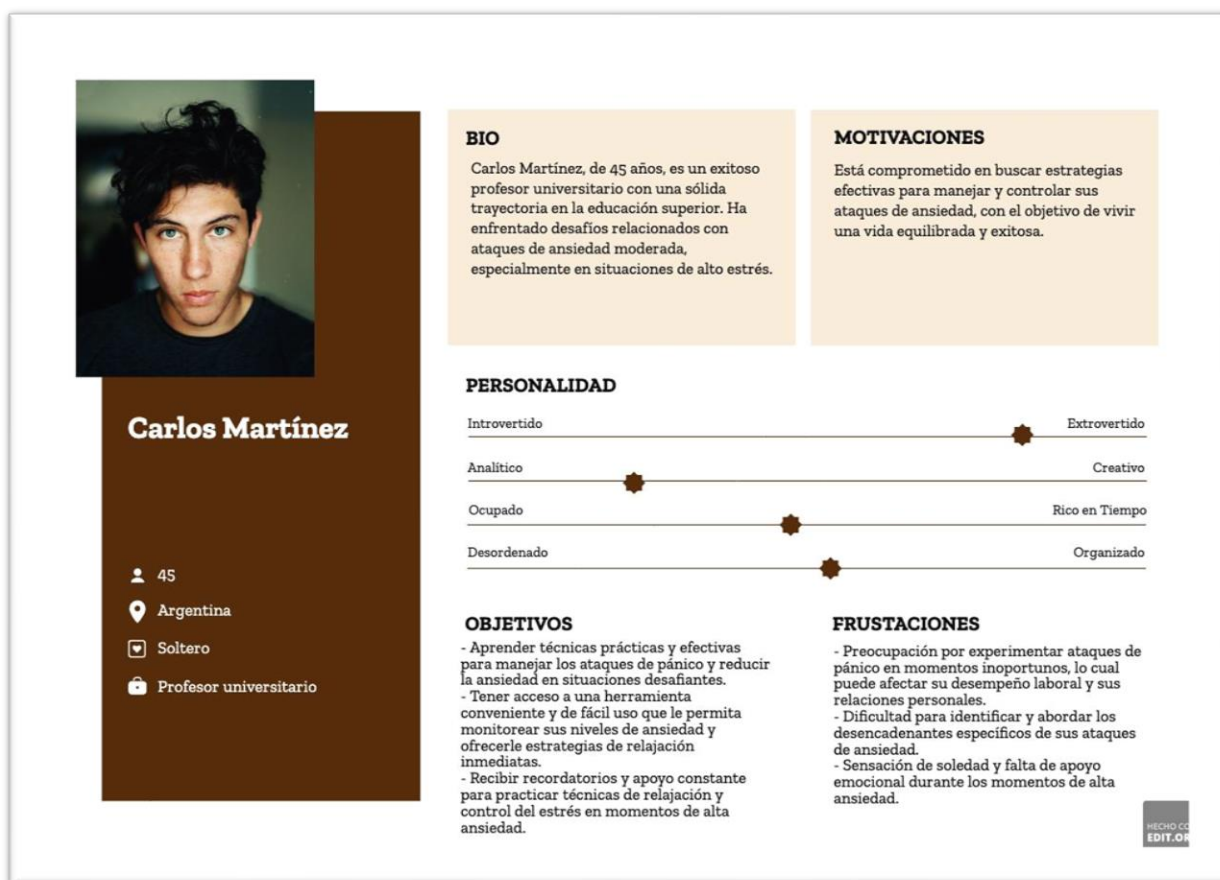 Carlos Martínez
45
Argentina
Soltero
Profesor universitario
BIO
Carlos Martínez, de 45 años, es un exitoso
profesor universitario con una sólida
trayectoria en la educación superior. Ha
enfrentado desafíos relacionados con
ataques de ansiedad moderada,
especialmente en situaciones de alto estrés.
MOTIVACIONES
Está comprometido en buscar estrategias
efectivas para manejar y controlar sus
ataques de ansiedad, con el objetivo de vivir
una vida equilibrada y exitosa.
PERSONALIDAD
Introvertido Extrovertido
Analítico Creativo
Ocupado Rico en Tiempo
Desordenado Organizado
OBJETIVOS
- Aprender técnicas prácticas y efectivas
para manejar los ataques de pánico y reducir
la ansiedad en situaciones desafiantes.
- Tener acceso a una herramienta
conveniente y de fácil uso que le permita
monitorear sus niveles de ansiedad y
ofrecerle estrategias de relajación
inmediatas.
- Recibir recordatorios y apoyo constante
para practicar técnicas de relajación y
control del estrés en momentos de alta
ansiedad.
FRUSTACIONES
- Preocupación por experimentar ataques de
pánico en momentos inoportunos, lo cual
puede afectar su desempeño laboral y sus
relaciones personales.
- Dificultad para identificar y abordar los
desencadenantes específicos de sus ataques
de ansiedad.
- Sensación de soledad y falta de apoyo
emocional durante los momentos de alta
ansiedad.
HECHO CO
EDIT.OR